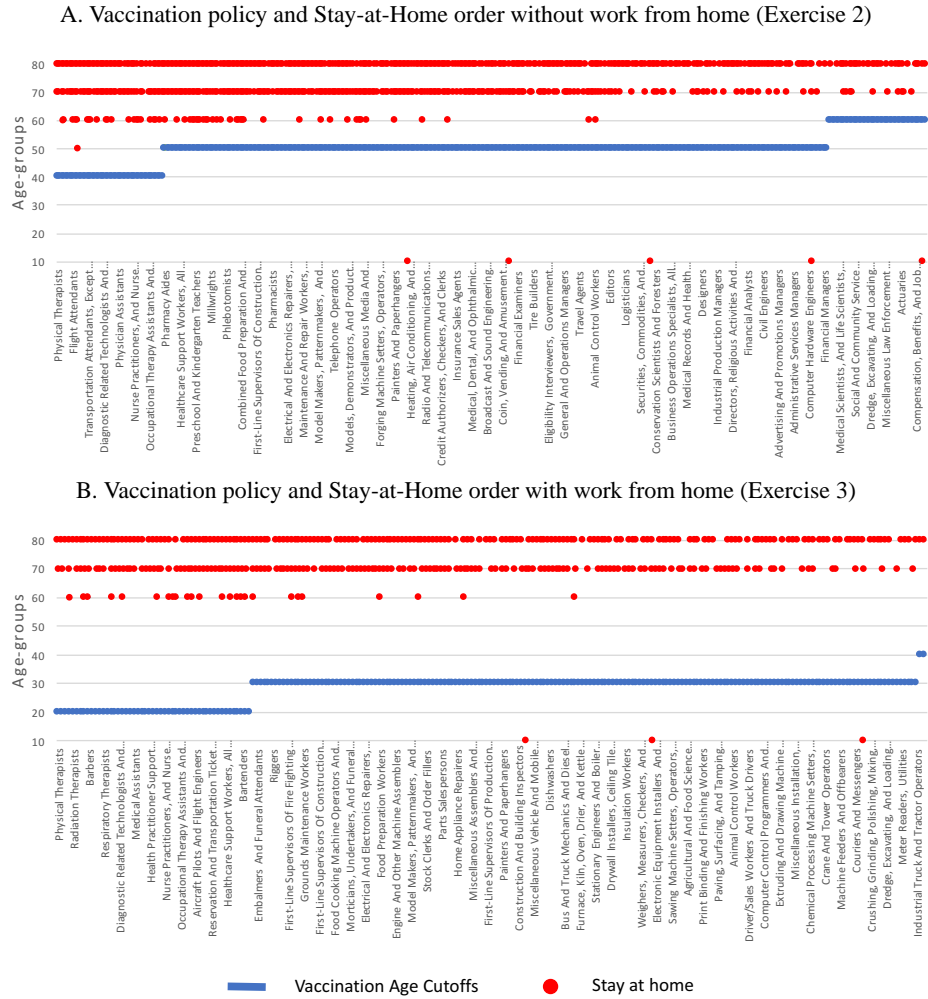 A. Vaccination policy and Stay-at-Home order without work from home (Exercise 2)
Age-groups
80
70
60
50
40
30
20
10
Physical Therapists
Flight Attendants
Transportation Attendants, Except...
Diagnostic Related Technologists And...
Physician Assistants
Nurse Practitioners, And Nurse...
Occupational Therapy Assistants And...
Pharmacy Aides
Healthcare Support Workers, All...
Preschool And Kindergarten Teachers
Millwrights
Phlebotomists
Combined Food Preparation And...
First-Line Supervisors Of Construction...
Pharmacists
Electrical And Electronics Repairers,...
Maintenance And Repair Workers,...
Model Makers, Patternmakers, And...
Telephone Operators
Models, Demonstrators, And Product...
Miscellaneous Media And...
Forging Machine Setters, Operators,...
Painters And Paperhangers
Heating, Air Conditioning, And...
Radio And Telecommunications...
Credit Authorizers, Checkers, And Clerks
Insurance Sales Agents
Medical, Dental, And Ophthalmic...
Broadcast And Sound Engineering...
Coin, Vending, And Amusement...
Financial Examiners
Tire Builders
Eligibility Interviewers, Government...
General And Operations Managers
Travel Agents
Animal Control Workers
Editors
Logisticians
Securities, Commodities, And...
Conservation Scientists And Foresters
Business Operations Specialists, All...
Medical Records And Health...
Designers
Industrial Production Managers
Directors, Religious Activities And...
Financial Analysts
Civil Engineers
Advertising And Promotions Managers
Administrative Services Managers
Computer Hardware Engineers
Financial Managers
Medical Scientists, And Life Scientists,...
Social And Community Service...
Dredge, Excavating, And Loading...
Miscellaneous Law Enforcement...
Actuaries
Compensation, Benefits, And Job...
B. Vaccination policy and Stay-at-Home order with work from home (Exercise 3)
Age-groups
80
70
60
50
40
30
20
10
Physical Therapists
Radiation Therapists
Barbers
Respiratory Therapists
Diagnostic Related Technologists And...
Medical Assistants
Health Practitioner Support...
Nurse Practitioners, And Nurse...
Occupational Therapy Assistants And...
Aircraft Pilots And Flight Engineers
Reservation And Transportation Ticket...
Healthcare Support Workers, All...
Bartenders
Embalmers And Funeral Attendants
Riggers
First-Line Supervisors Of Fire Fighting...
Grounds Maintenance Workers
First-Line Supervisors Of Construction...
Food Cooking Machine Operators And...
Morticians, Undertakers, And Funeral...
Electrical And Electronics Repairers,...
Food Preparation Workers
Engine And Other Machine Assemblers
Model Makers, Patternmakers, And...
Stock Clerks And Order Fillers
Parts Salespersons
Home Appliance Repairers
Miscellaneous Assemblers And...
First-Line Supervisors Of Production...
Painters And Paperhangers
Construction And Building Inspectors
Miscellaneous Vehicle And Mobile...
Dishwashers
Bus And Truck Mechanics And Diesel...
Furnace, Kiln, Oven, Drier, And Kettle...
Stationary Engineers And Boiler...
Drywall Installers, Ceiling Tile...
Insulation Workers
Weighers, Measurers, Checkers, And...
Electronic Equipment Installers And...
Sawing Machine Setters, Operators,...
Agricultural And Food Science...
Print Binding And Finishing Workers
Paving, Surfacing, And Tamping...
Animal Control Workers
Driver/Sales Workers And Truck Drivers
Computer Control Programmers And...
Extruding And Drawing Machine...
Miscellaneous Installation,...
Chemical Processing Machine Setters,...
Crane And Tower Operators
Machine Feeders And Offbearers
Couriers And Messengers
Crushing, Grinding, Polishing, Mixing,...
Dredge, Excavating, And Loading...
Meter Readers, Utilities
Industrial Truck And Tractor Operators
Vaccination Age Cutoffs
Stay at home